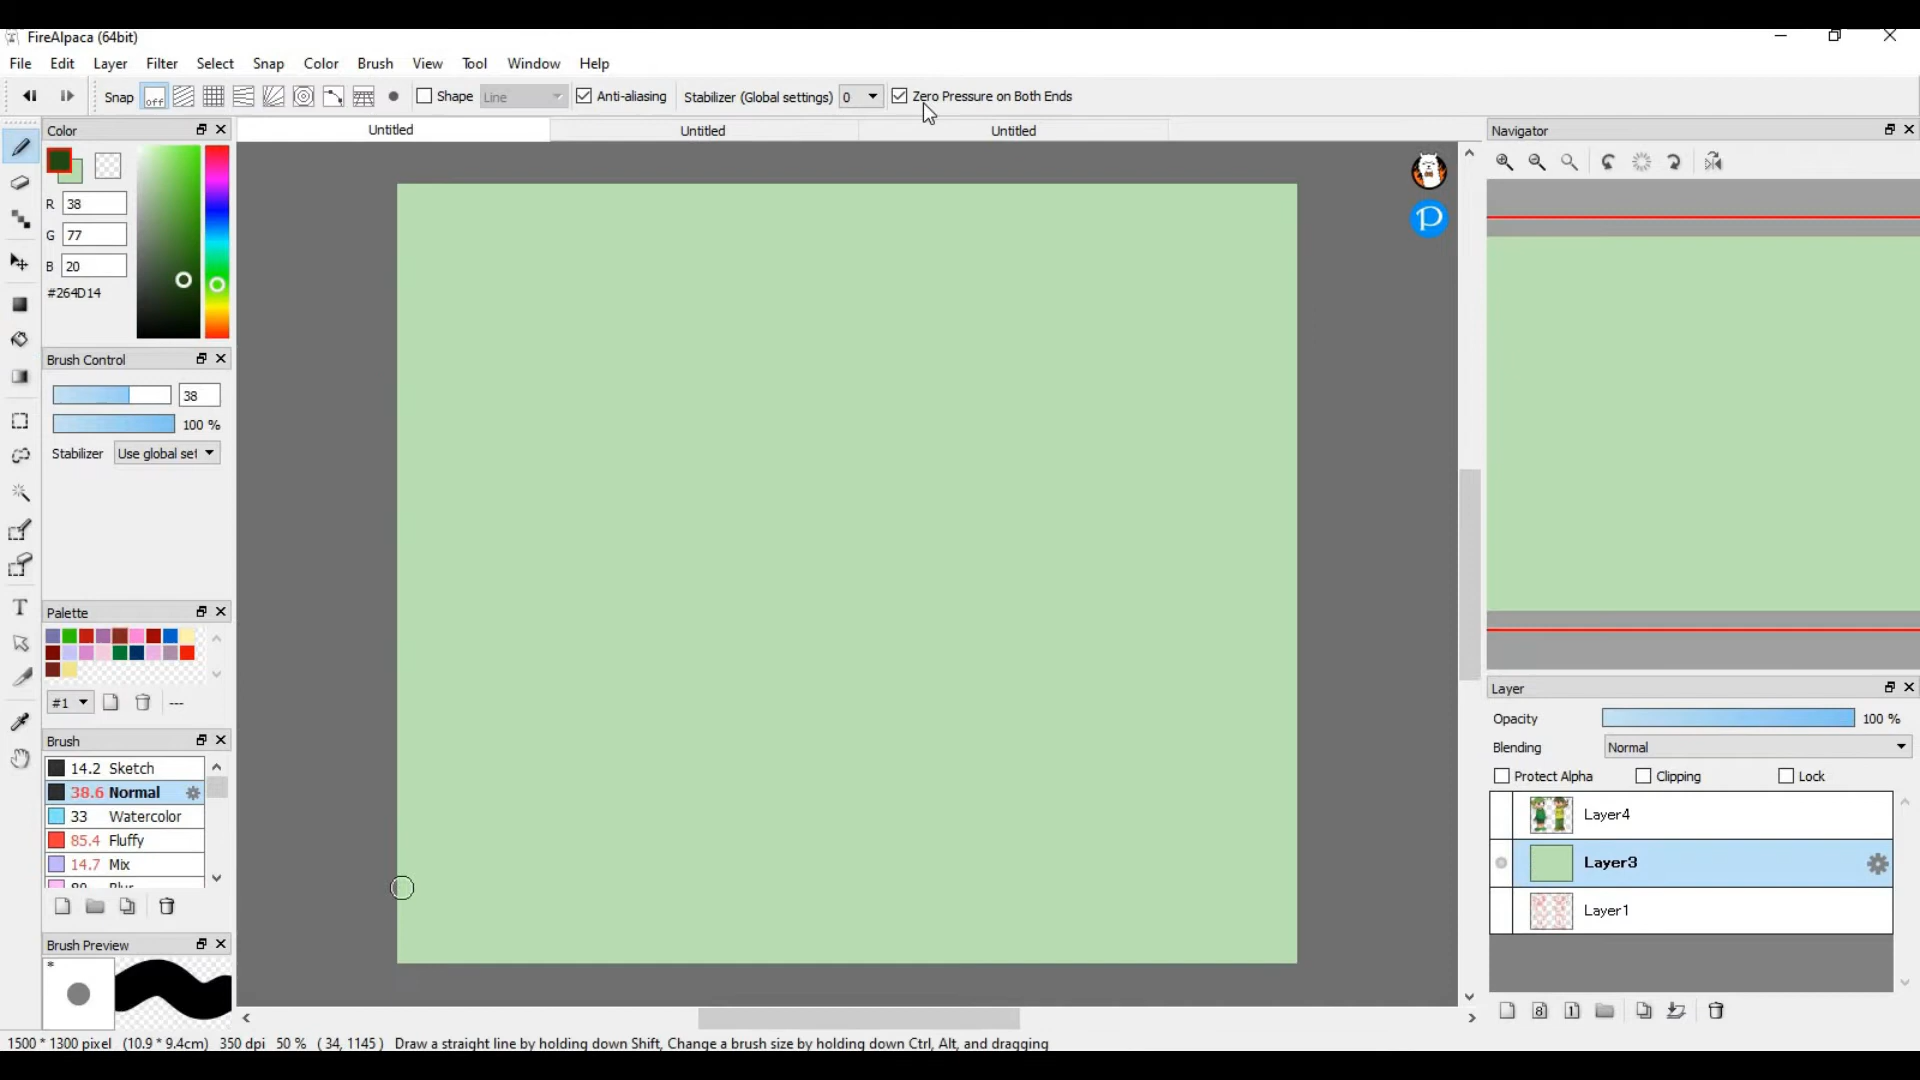 FireAlpaca (64bit)
File Edit Layer Filter Select Snap Color Brush View Tool Window Help
Snap off Shape Line Anti-aliasing Stabilizer (Global settings) 0 Zero Pressure on Both Ends
Color
Untitled Untitled Untitled
Navigator
R 38
G 77
B 20
#264D14
Brush Control
38
100 %
Stabilizer Use global set
Palette
#1 ---
Brush
14.2 Sketch
38.6 Normal
33 Watercolor
85.4 Fluffy
14.7 Mix
Brush Preview
*
P
Layer
Opacity 100 %
Blending Normal
Protect Alpha Clipping Lock
Layer4
Layer3
Layer1
8 1
1500 * 1300 pixel (10.9 * 9.4cm) 350 dpi 50 % ( 34, 1145 ) Draw a straight line by holding down Shift, Change a brush size by holding down Ctrl, Alt, and dragging